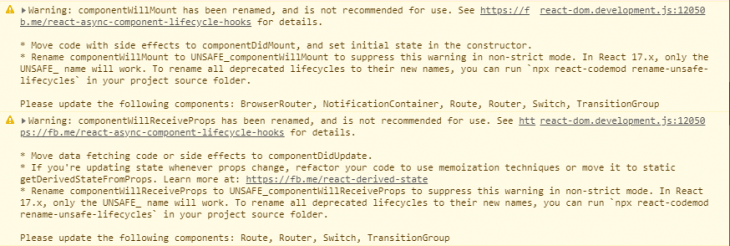 Warning: componentWillMount has been renamed, and is not recommended for use. See https://f react-dom.development.js:12050
b.me/react-async-component-lifecycle-hooks for details.
* Move code with side effects to componentDidMount, and set initial state in the constructor.
* Rename componentWillMount to UNSAFE_componentWillMount to suppress this warning in non-strict mode. In React 17.x, only the
UNSAFE_ name will work. To rename all deprecated lifecycles to their new names, you can run `npx react-codemod rename-unsafe-
lifecycles` in your project source folder.
Please update the following components: BrowserRouter, NotificationContainer, Route, Router, Switch, TransitionGroup
Warning: componentWillReceiveProps has been renamed, and is not recommended for use. See htt react-dom.development.js:12050
ps://fb.me/react-async-component-lifecycle-hooks for details.
* Move data fetching code or side effects to componentDidUpdate.
* If you're updating state whenever props change, refactor your code to use memoization techniques or move it to static
getDerivedStateFromProps. Learn more at: https://fb.me/react-derived-state
* Rename componentWillReceiveProps to UNSAFE_componentWillReceiveProps to suppress this warning in non-strict mode. In React
17.x, only the UNSAFE_ name will work. To rename all deprecated lifecycles to their new names, you can run `npx react-codemod
rename-unsafe-lifecycles` in your project source folder.
Please update the following components: Route, Router, Switch, TransitionGroup